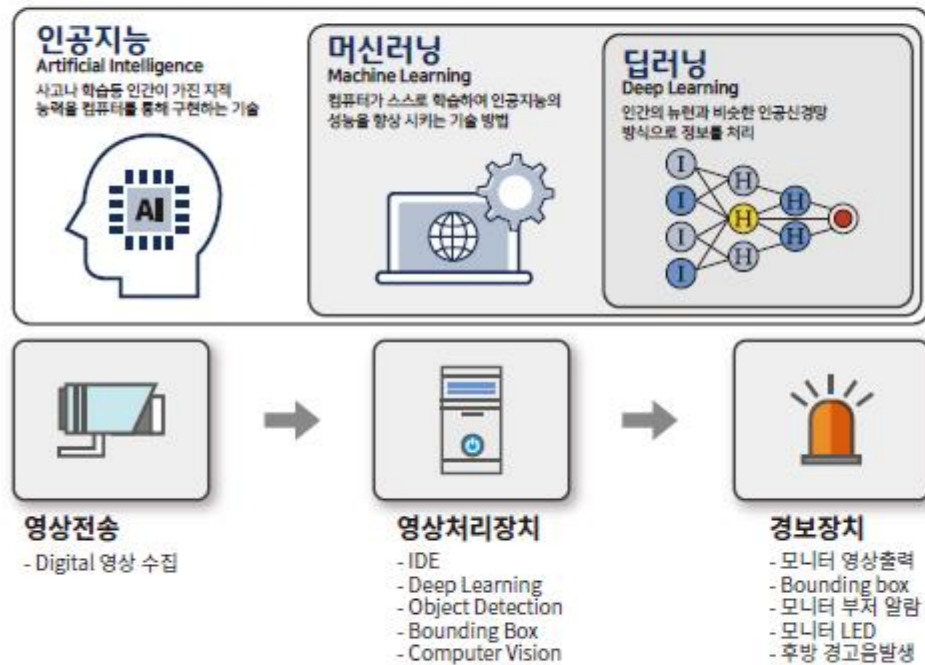 인공지능
Artificial Intelligence
사고나 학습등 인간이 가진 지적
능력을 컴퓨터를 통해 구현하는 기술
AI
머신러닝
Machine Learning
컴퓨터가 스스로 학습하여 인공지능의
성능을 향상 시키는 기술 방법
딥러닝
Deep Learning
인간의 뉴런과 비슷한 인공신경망
방식으로 정보를 처리
I
I
I
I
H
H
H
H
H
영상전송
- Digital 영상 수집
영상처리장치
- IDE
- Deep Learning
- Object Detection
- Bounding Box
- Computer Vision
경보장치
- 모니터 영상출력
- Bounding box
- 모니터 부저 알람
- 모니터 LED
- 후방 경고음발생